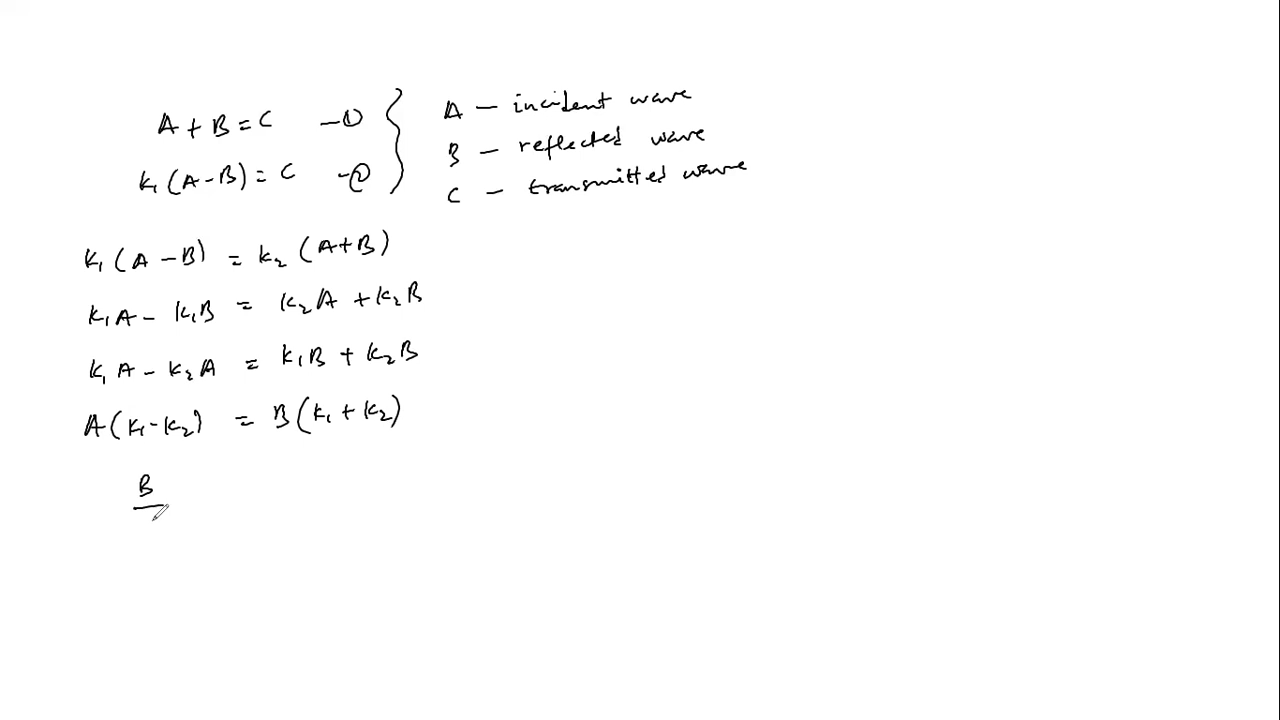 A + B = C — ①
k₁(A - B) = C — ②
A — incident wave
B — reflected wave
C — transmitted wave
k₁(A - B) = k₂(A + B)
k₁A - k₁B = k₂A + k₂B
k₁A - k₂A = k₁B + k₂B
A(k₁ - k₂) = B(k₁ + k₂)
B